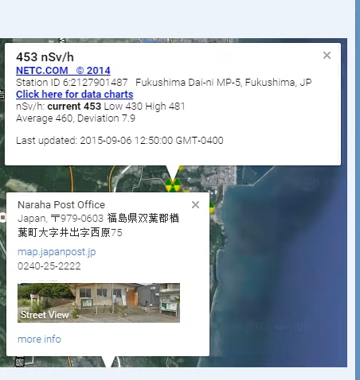 453 nSv/h
NETC.COM © 2014
Station ID 6:2127901487 Fukushima Dai-ni MP-5, Fukushima, JP
Click here for data charts
nSv/h: current 453 Low 430 High 481
Average 460, Deviation 7.9
Last updated: 2015-09-06 12:50:00 GMT-0400
Naraha Post Office
Japan, 〒979-0603 福島県双葉郡楢
葉町大字井出字西原75
map.japanpost.jp
0240-25-2222
Street View
more info